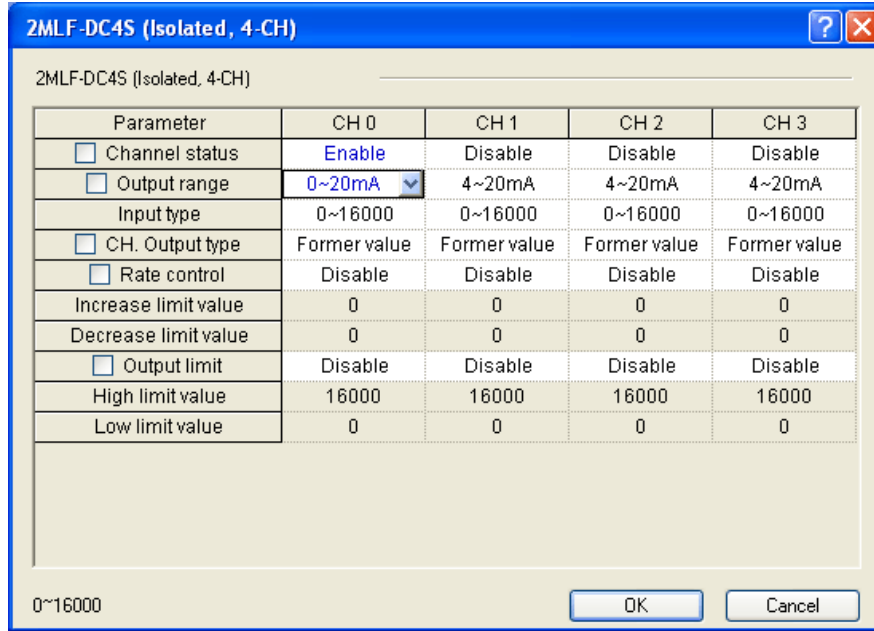 2MLF-DC4S (Isolated, 4-CH)
2MLF-DC4S (Isolated, 4-CH)
Parameter CH 0 CH 1 CH 2 CH 3
Channel status Enable Disable Disable Disable
Output range 0~20mA 4~20mA 4~20mA 4~20mA
Input type 0~16000 0~16000 0~16000 0~16000
CH. Output type Former value Former value Former value Former value
Rate control Disable Disable Disable Disable
Increase limit value 0 0 0 0
Decrease limit value 0 0 0 0
Output limit Disable Disable Disable Disable
High limit value 16000 16000 16000 16000
Low limit value 0 0 0 0
0~16000 OK Cancel